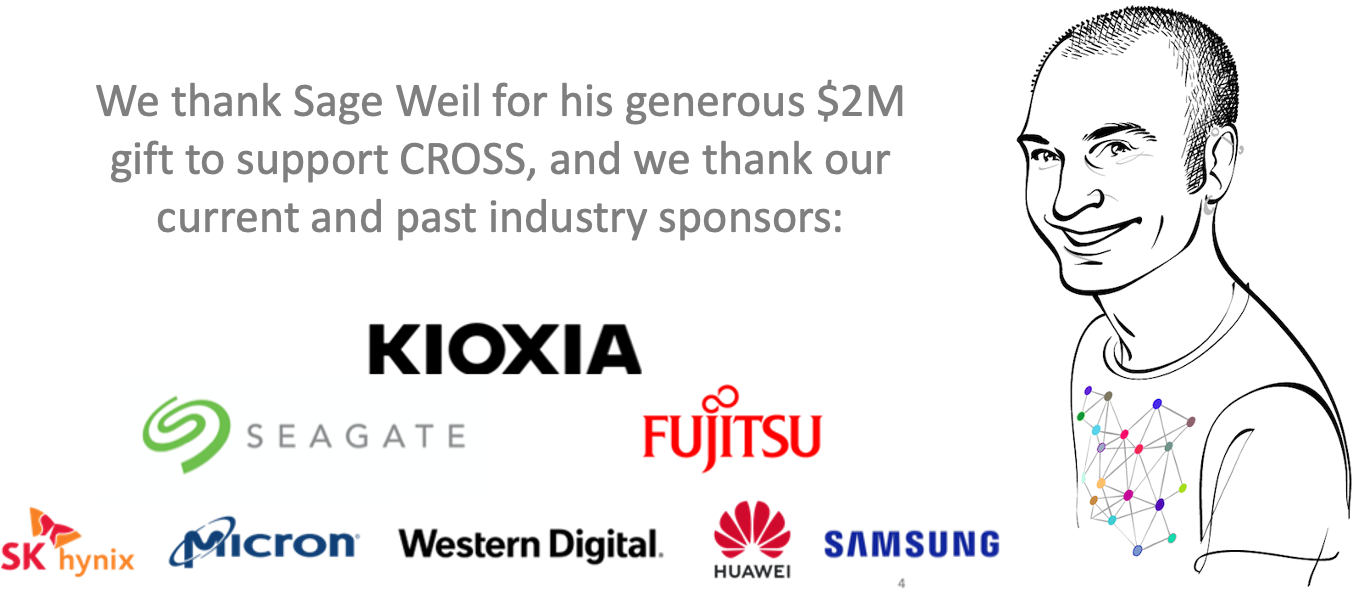 We thank Sage Weil for his generous $2M
gift to support CROSS, and we thank our
current and past industry sponsors:
KIOXIA
SEAGATE
FUJITSU
SK hynix
Micron
Western Digital.
HUAWEI
SAMSUNG
4